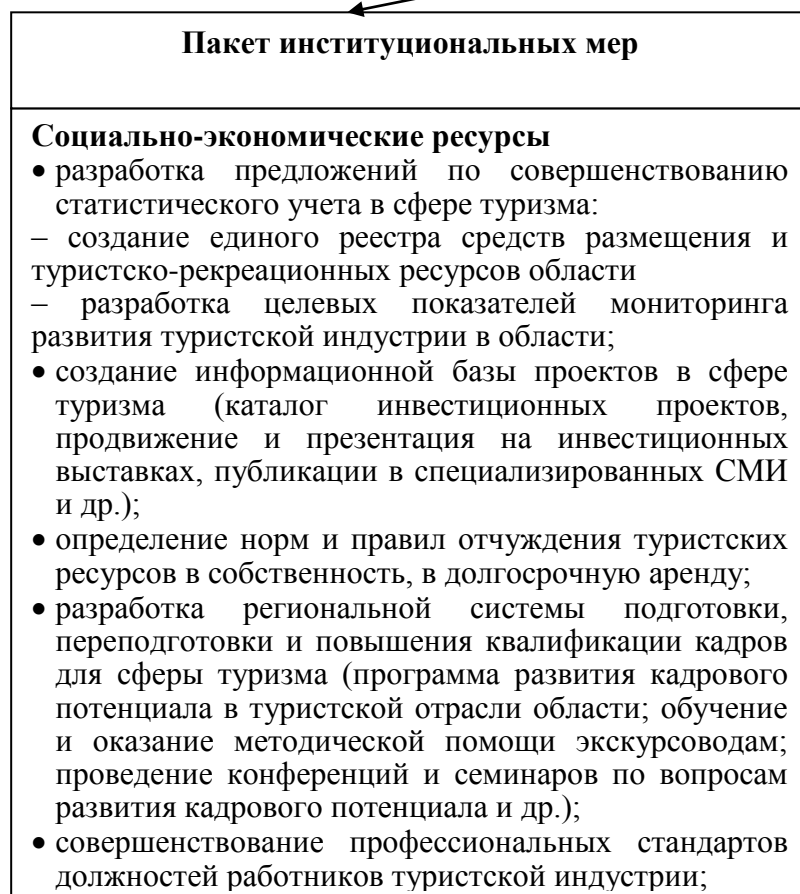 Пакет институциональных мер
Социально-экономические ресурсы
• разработка предложений по совершенствованию
статистического учета в сфере туризма:
– создание единого реестра средств размещения и
туристско-рекреационных ресурсов области
– разработка целевых показателей мониторинга
развития туристской индустрии в области;
• создание информационной базы проектов в сфере
туризма (каталог инвестиционных проектов,
продвижение и презентация на инвестиционных
выставках, публикации в специализированных СМИ
и др.);
• определение норм и правил отчуждения туристских
ресурсов в собственность, в долгосрочную аренду;
• разработка региональной системы подготовки,
переподготовки и повышения квалификации кадров
для сферы туризма (программа развития кадрового
потенциала в туристской отрасли области; обучение
и оказание методической помощи экскурсоводам;
проведение конференций и семинаров по вопросам
развития кадрового потенциала и др.);
• совершенствование профессиональных стандартов
должностей работников туристской индустрии;